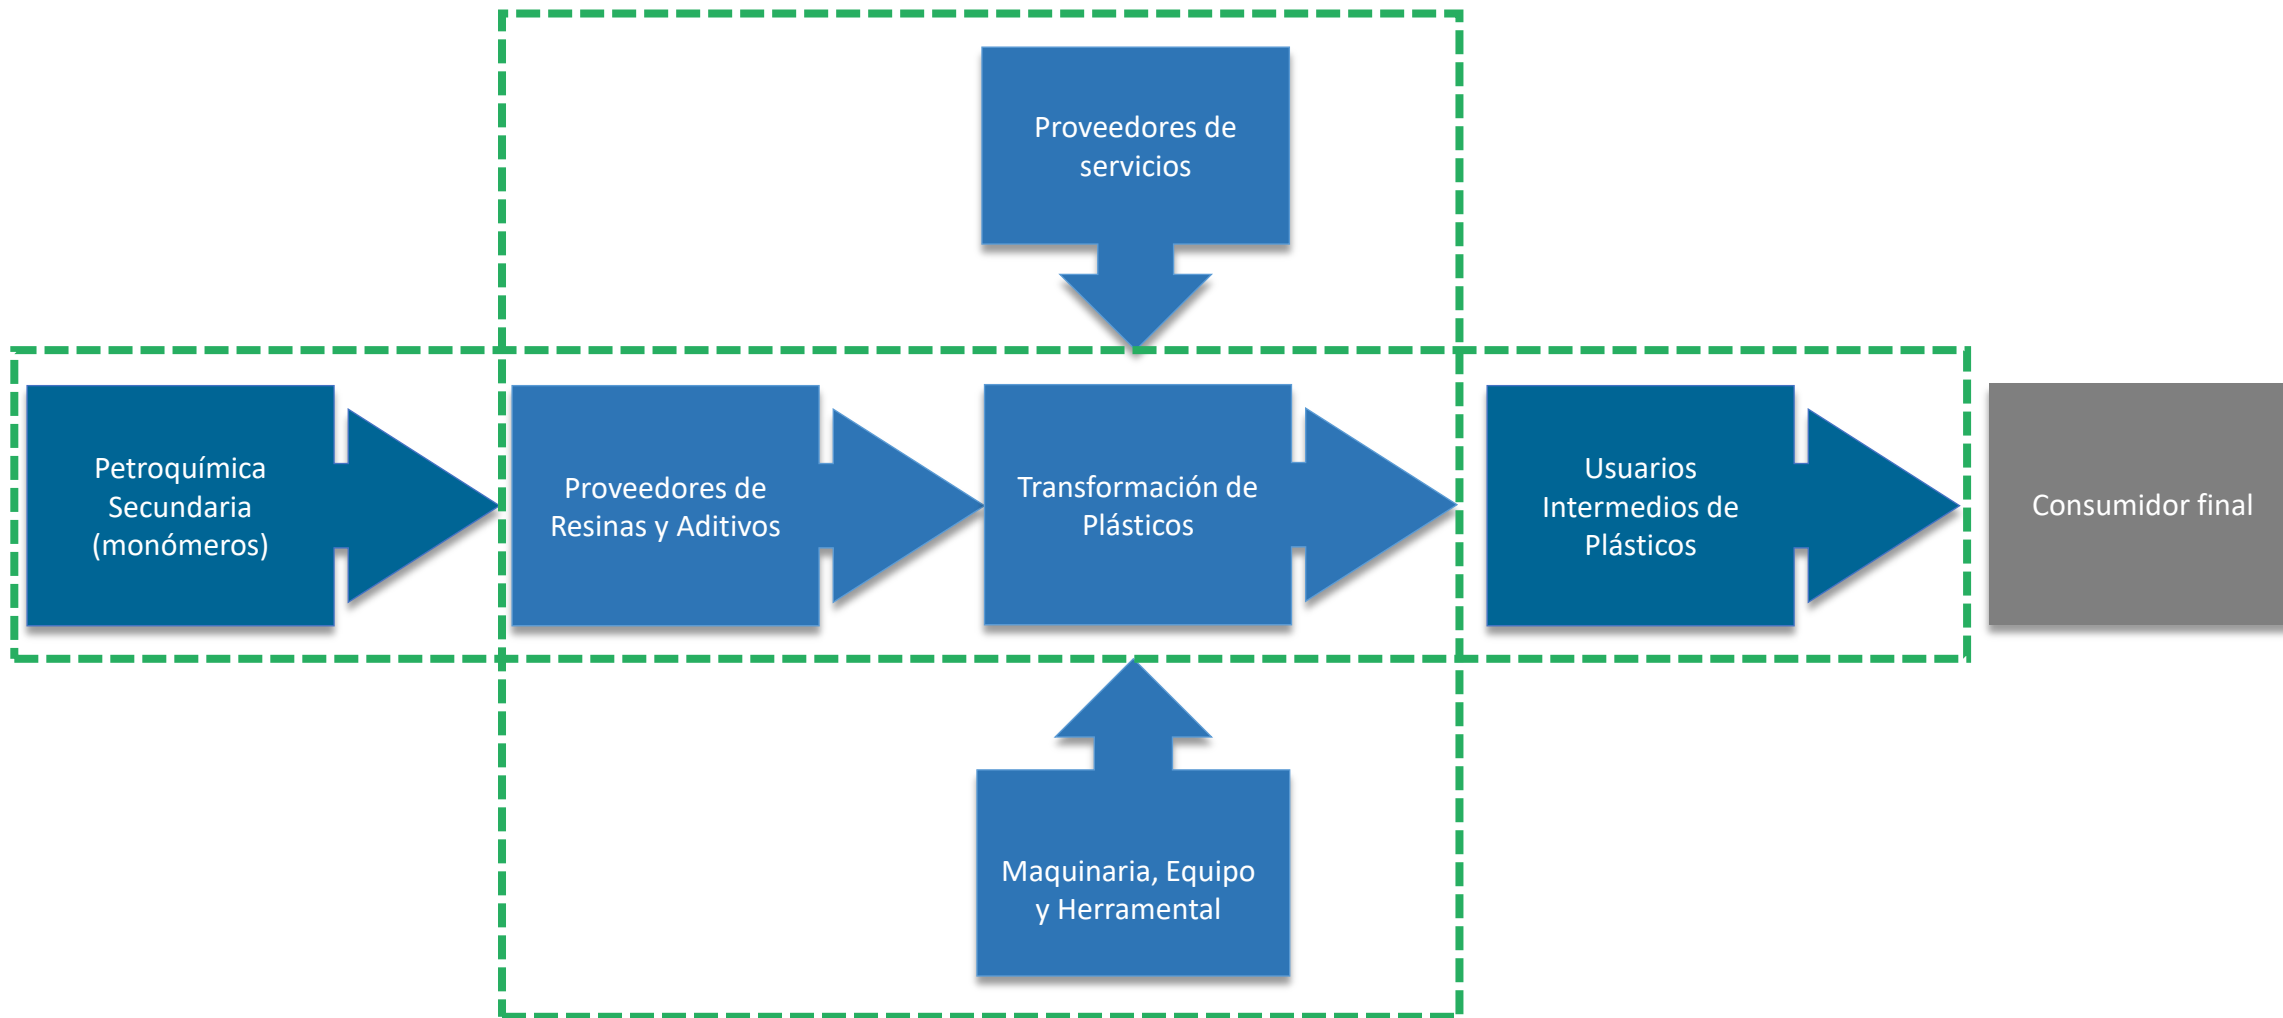 Proveedores de
servicios
Petroquímica
Secundaria
(monómeros)
Proveedores de
Resinas y Aditivos
Transformación de
Plásticos
Usuarios
Intermedios de
Plásticos
Consumidor final
Maquinaria, Equipo
y Herramental